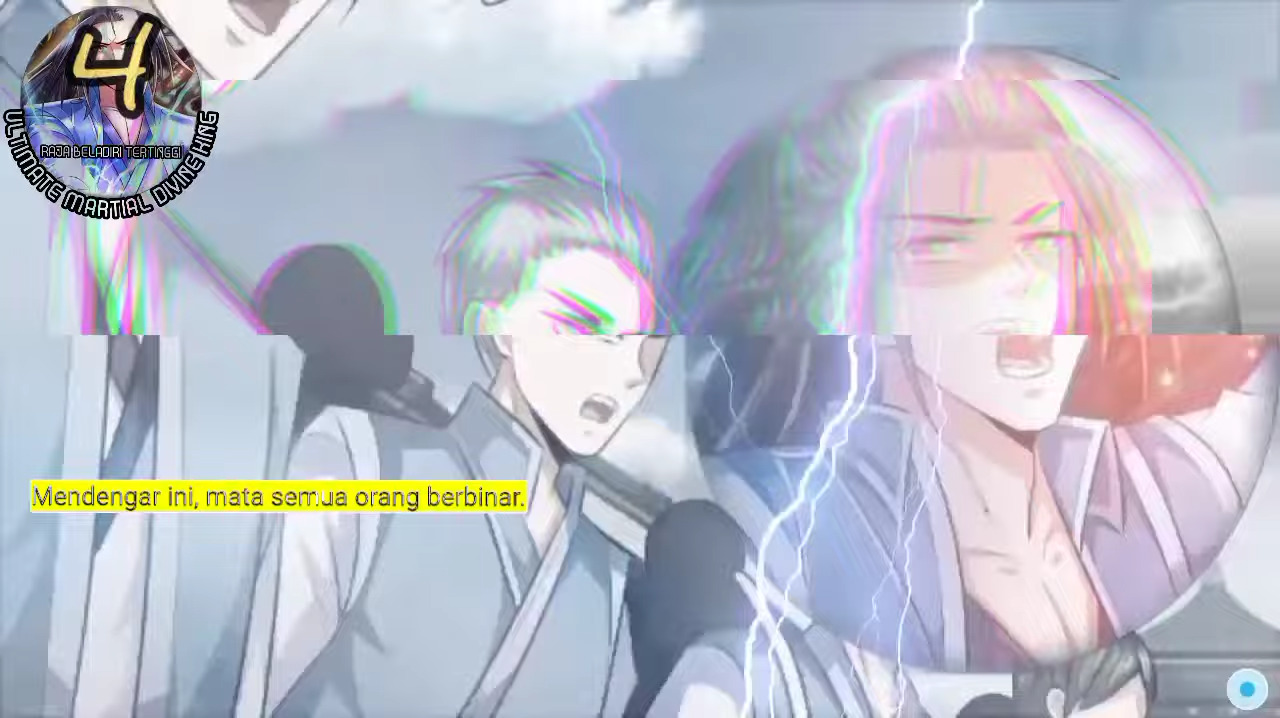 4
RAJA BELADIRI TERTINGGI
ULTIMATE MARTIAL DIVINE KING
Mendengar ini, mata semua orang berbinar.